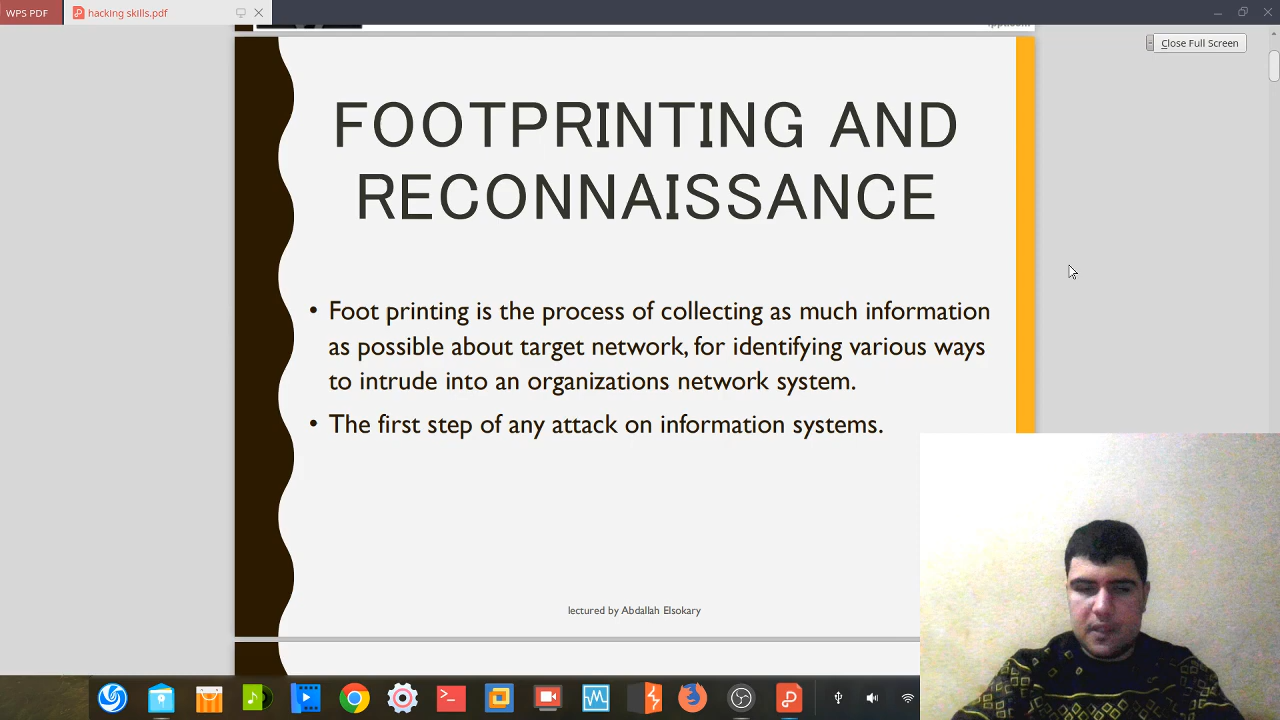 WPS PDF
hacking skills.pdf
Close Full Screen
FOOTPRINTING AND
RECONNAISSANCE
• Foot printing is the process of collecting as much information
as possible about target network, for identifying various ways
to intrude into an organizations network system.
• The first step of any attack on information systems.
lectured by Abdallah Elsokary